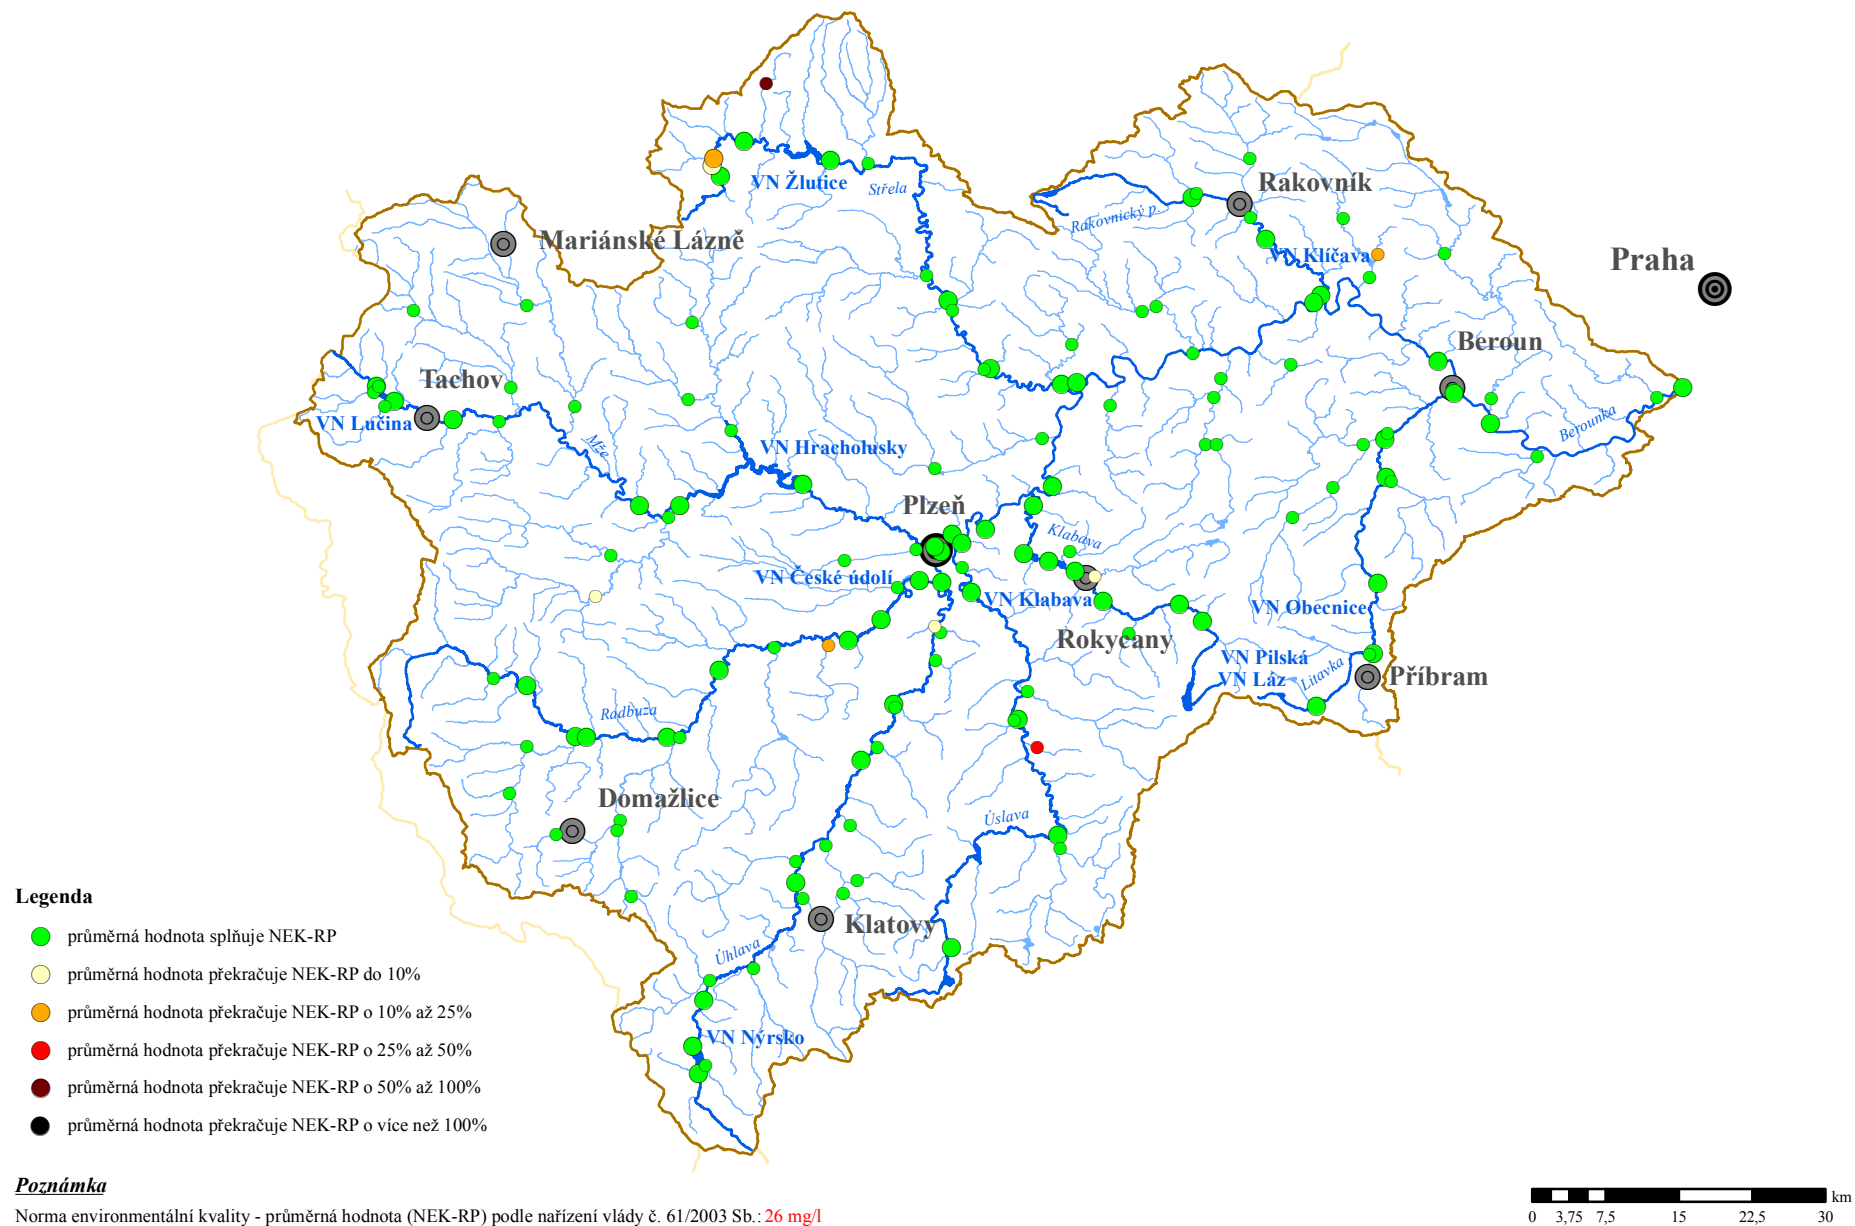 VN Žlutice
Střela
Rakovník
Rakovnický p.
Mariánské Lázně
VN Klíčava
Praha
Beroun
Tachov
VN Lučina
Berounka
Mže
VN Hracholusky
Plzeň
Klabava
VN České údolí
VN Klabava
VN Obecnice
Rokycany
VN Pilská
VN Láz
Litavka
Příbram
Radbuza
Domažlice
Úslava
Klatovy
Úhlava
VN Nýrsko
Legenda
průměrná hodnota splňuje NEK-RP
průměrná hodnota překračuje NEK-RP do 10%
průměrná hodnota překračuje NEK-RP o 10% až 25%
průměrná hodnota překračuje NEK-RP o 25% až 50%
průměrná hodnota překračuje NEK-RP o 50% až 100%
průměrná hodnota překračuje NEK-RP o více než 100%
Poznámka
Norma environmentální kvality - průměrná hodnota (NEK-RP) podle nařízení vlády č. 61/2003 Sb.: 26 mg/l
km
0 3,75 7,5 15 22,5 30